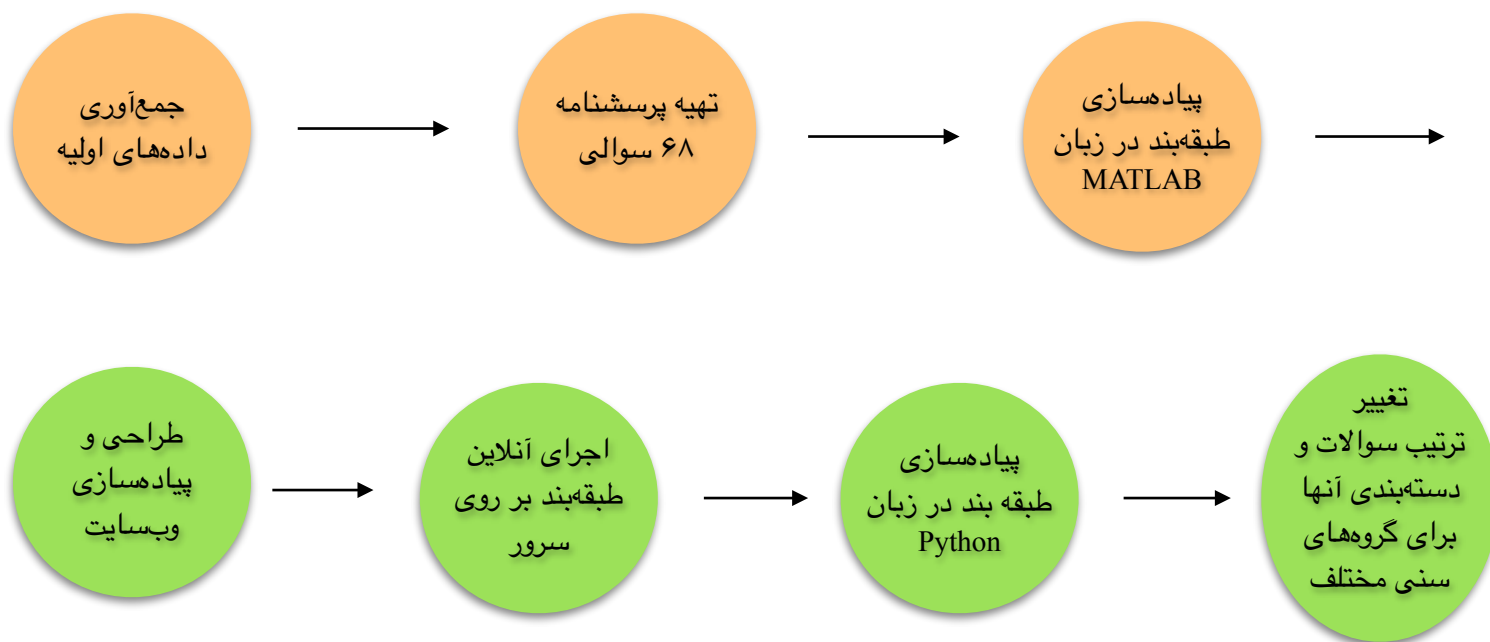 جمع‌آوری
داده‌های اولیه
تهیه پرسشنامه
۶۸ سوالی
پیاده‌سازی
طبقه‌بند در زبان
MATLAB
طراحی و
پیاده‌سازی
وب‌سایت
اجرای آنلاین
طبقه‌بند بر روی
سرور
پیاده‌سازی
طبقه بند در زبان
Python
تغییر
ترتیب سوالات و
دسته‌بندی آنها
برای گروه‌های
سنی مختلف